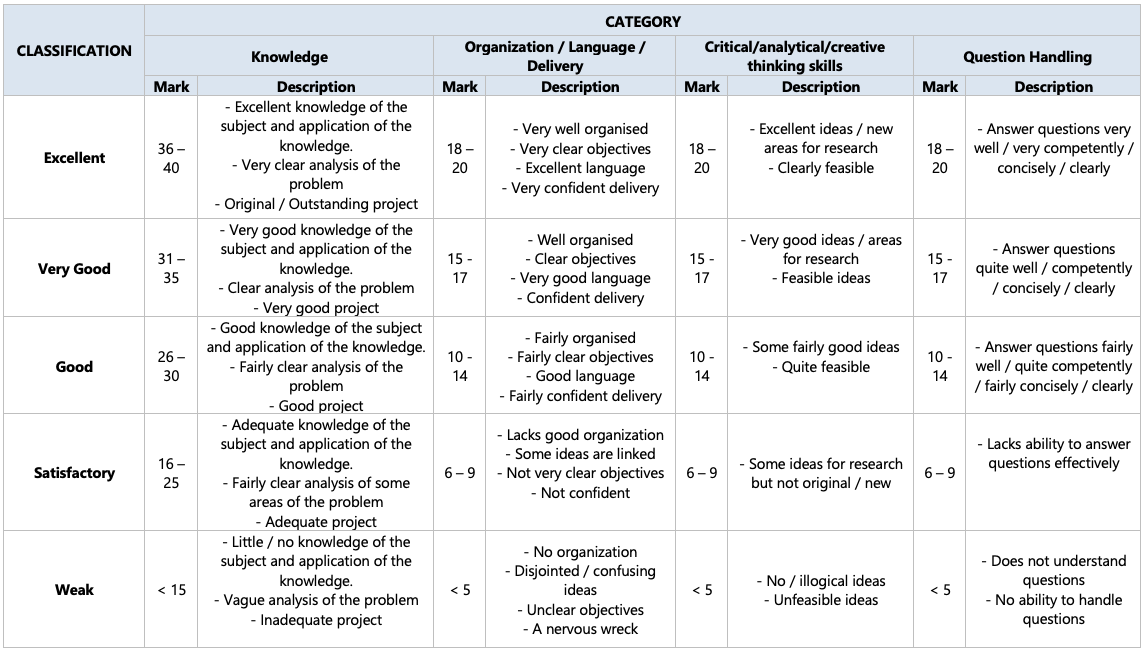 CLASSIFICATION
CATEGORY
Knowledge
Organization / Language /
Delivery
Critical/analytical/creative
thinking skills
Question Handling
Mark
Description
Mark
Description
Mark
Description
Mark
Description
Excellent
36 –
40
- Excellent knowledge of the
subject and application of the
knowledge.
- Very clear analysis of the
problem
- Original / Outstanding project
18 –
20
- Very well organised
- Very clear objectives
- Excellent language
- Very confident delivery
18 –
20
- Excellent ideas / new
areas for research
- Clearly feasible
18 –
20
- Answer questions very
well / very competently /
concisely / clearly
Very Good
31 –
35
- Very good knowledge of the
subject and application of the
knowledge.
- Clear analysis of the problem
- Very good project
15 -
17
- Well organised
- Clear objectives
- Very good language
- Confident delivery
15 -
17
- Very good ideas / areas
for research
- Feasible ideas
15 -
17
- Answer questions
quite well / competently
/ concisely / clearly
Good
26 –
30
- Good knowledge of the subject
and application of the knowledge.
- Fairly clear analysis of the
problem
- Good project
10 -
14
- Fairly organised
- Fairly clear objectives
- Good language
- Fairly confident delivery
10 -
14
- Some fairly good ideas
- Quite feasible
10 -
14
- Answer questions fairly
well / quite competently
/ fairly concisely / clearly
Satisfactory
16 –
25
- Adequate knowledge of the
subject and application of the
knowledge.
- Fairly clear analysis of some
areas of the problem
- Adequate project
6 – 9
- Lacks good organization
- Some ideas are linked
- Not very clear objectives
- Not confident
6 – 9
- Some ideas for research
but not original / new
6 – 9
- Lacks ability to answer
questions effectively
Weak
< 15
- Little / no knowledge of the
subject and application of the
knowledge.
- Vague analysis of the problem
- Inadequate project
< 5
- No organization
- Disjointed / confusing
ideas
- Unclear objectives
- A nervous wreck
< 5
- No / illogical ideas
- Unfeasible ideas
< 5
- Does not understand
questions
- No ability to handle
questions